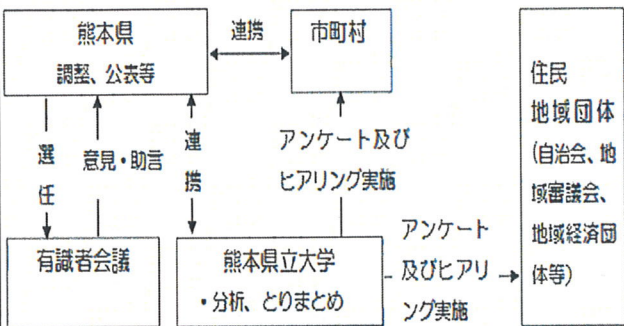 熊本県
調整、公表等
連携
市町村
選任
意見・助言
連携
アンケート及び
ヒアリング実施
有識者会議
熊本県立大学
・分析、とりまとめ
アンケート
及びヒアリ
ング実施
住民
地域団体
(自治会、地
域審議会、
地域経済団
体等)